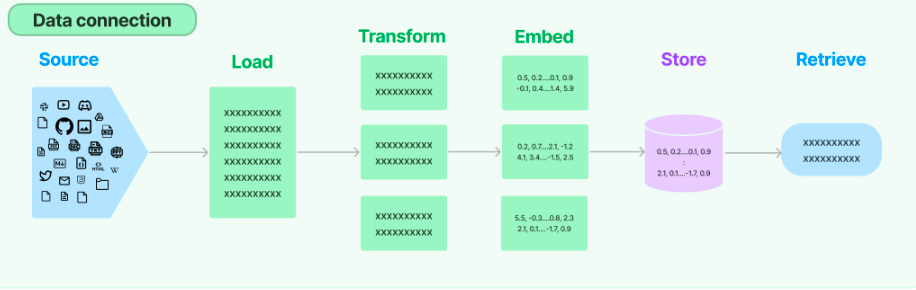 Data connection
Source
Load
Transform
Embed
Store
Retrieve
M↓
HTML
W
XXXXXXXXXX
XXXXXXXXXX
XXXXXXXXXX
XXXXXXXXXX
XXXXXXXXXX
XXXXXXXXXX
XXXXXXXXXX
XXXXXXXXXX
XXXXXXXXXX
XXXXXXXXXX
XXXXXXXXXX
XXXXXXXXXX
0.5, 0.2....0.1, 0.9
-0.1, 0.4....1.4, 5.9
0.2, 0.7....2.1, -1.2
4.1, 3.4....-1.5, 2.5
5.5, -0.3....0.8, 2.3
2.1, 0.1....-1.7, 0.9
0.5, 0.2....0.1, 0.9
:
2.1, 0.1....-1.7, 0.9
XXXXXXXXXX
XXXXXXXXXX